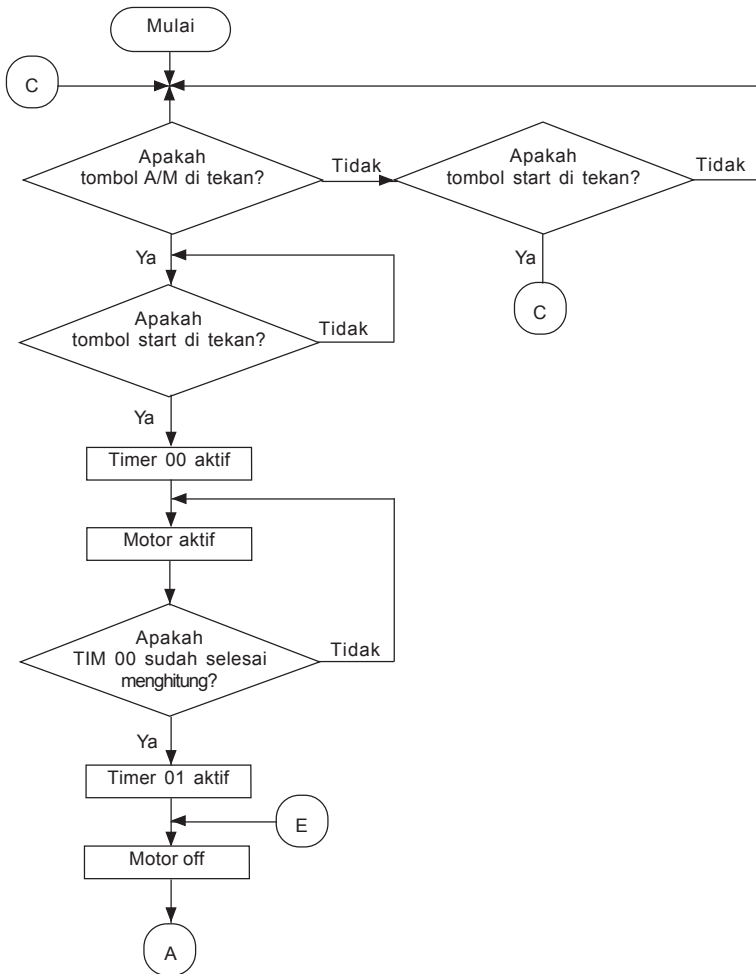 Mulai
C
Apakah
tombol A/M di tekan?
Tidak
Apakah
tombol start di tekan?
Tidak
Ya
Ya
C
Apakah
tombol start di tekan?
Tidak
Ya
Timer 00 aktif
Motor aktif
Apakah
TIM 00 sudah selesai
menghitung?
Tidak
Ya
Timer 01 aktif
E
Motor off
A